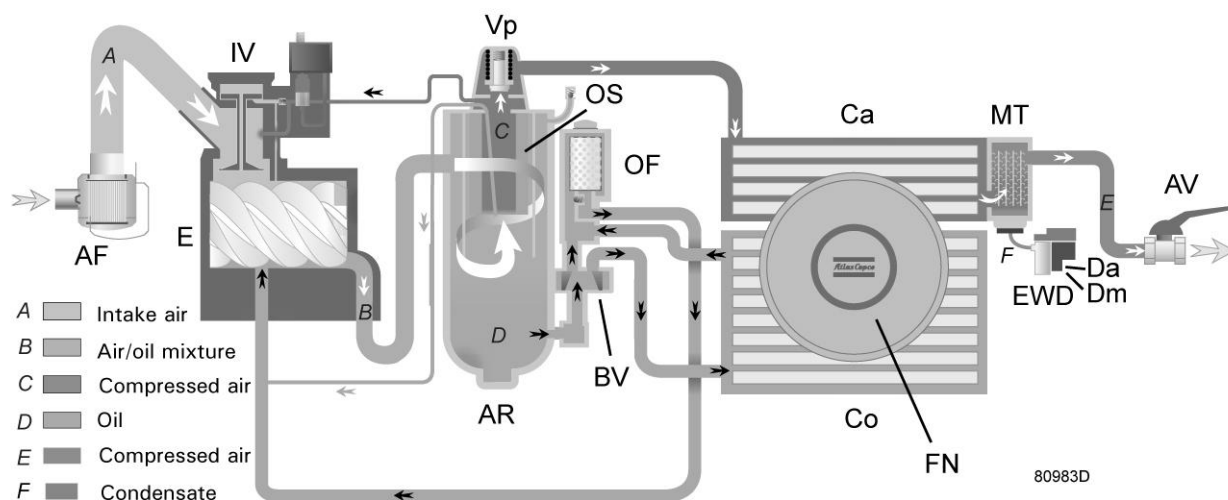 A
IV
Vp
OS
C
OF
Ca
MT
AV
E
AF
E
B
D
BV
AR
Atlas Copco
Co
FN
F
EWD
Da
Dm
A Intake air
B Air/oil mixture
C Compressed air
D Oil
E Compressed air
F Condensate
80983D